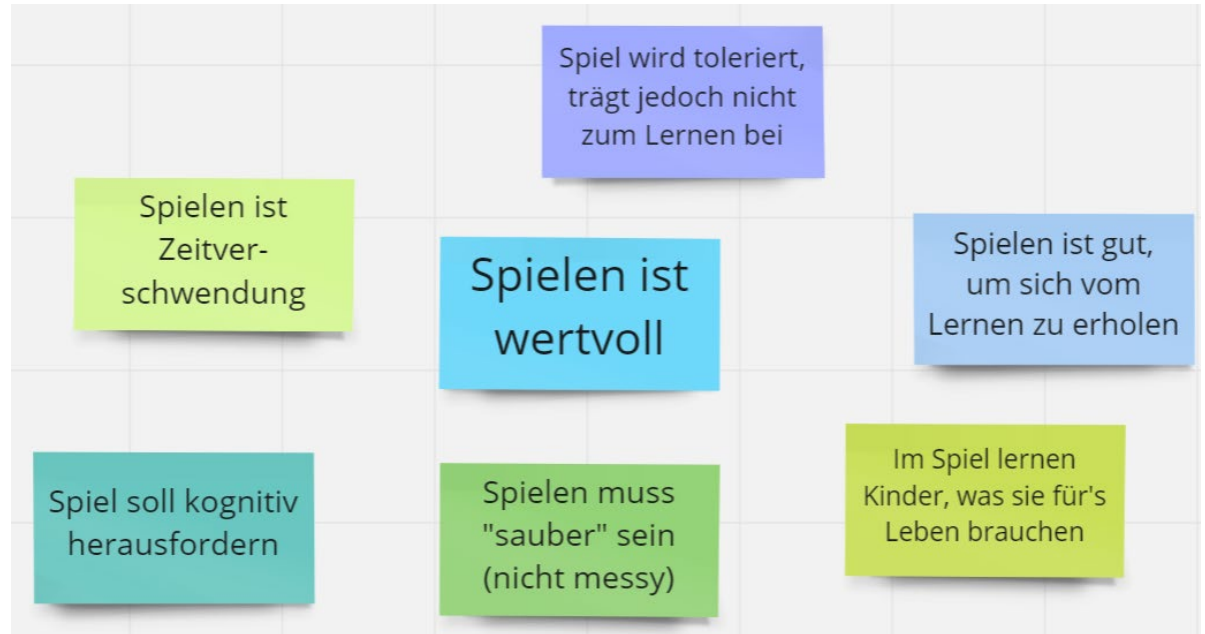 Spiel wird toleriert,
trägt jedoch nicht
zum Lernen bei
Spielen ist
Zeitver-
schwendung
Spielen ist
wertvoll
Spielen ist gut,
um sich vom
Lernen zu erholen
Spiel soll kognitiv
herausfordern
Spielen muss
"sauber" sein
(nicht messy)
Im Spiel lernen
Kinder, was sie für's
Leben brauchen